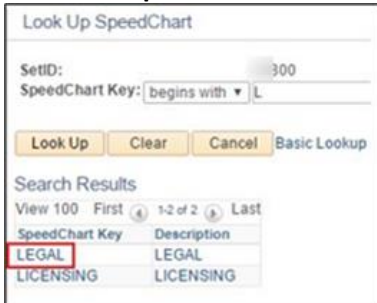 Look Up SpeedChart
SetID: 300
SpeedChart Key: begins with ▼ L
Look Up Clear Cancel Basic Lookup
Search Results
View 100 First 1-2 of 2 Last
SpeedChart Key Description
LEGAL LEGAL
LICENSING LICENSING